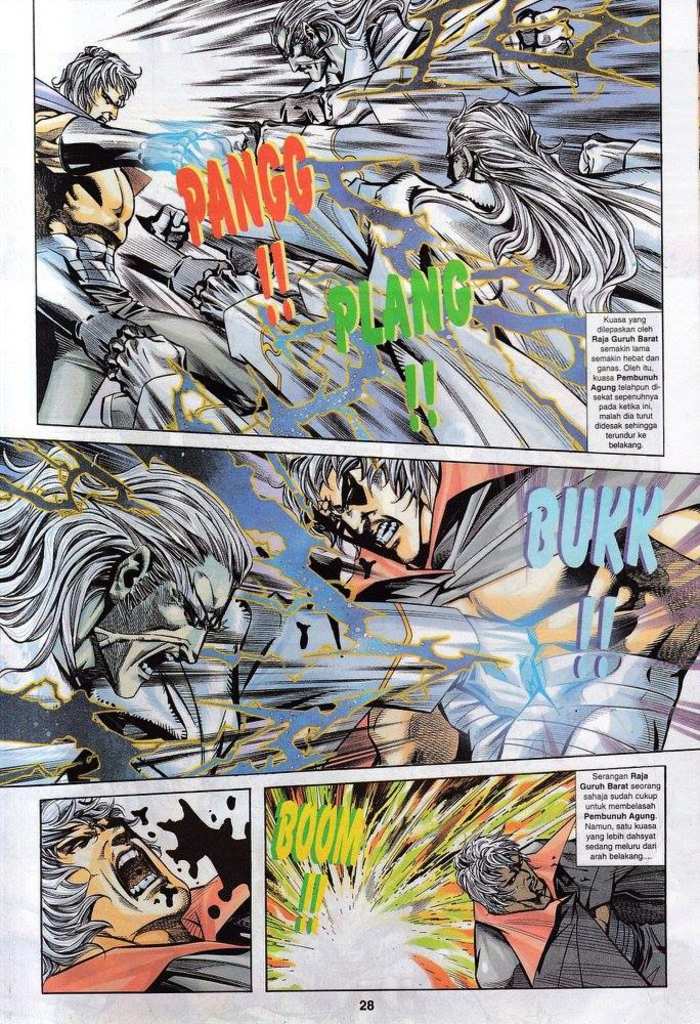 PANGG
!!
PLANG
!!
Kuasa yang
dilepaskan oleh
Raja Guruh Barat
semakin lama
semakin hebat dan
ganas. Oleh itu,
kuasa Pembunuh
Agung telahpun di-
sekat sepenuhnya
pada ketika ini,
malah dia turut
didesak sehingga
terundur ke
belakang.
BUKK
!!
BOOM
!!
Serangan Raja
Guruh Barat seorang
sahaja sudah cukup
untuk membelasah
Pembunuh Agung.
Namun, satu kuasa
yang lebih dahsyat
sedang meluru dari
arah belakang....
28